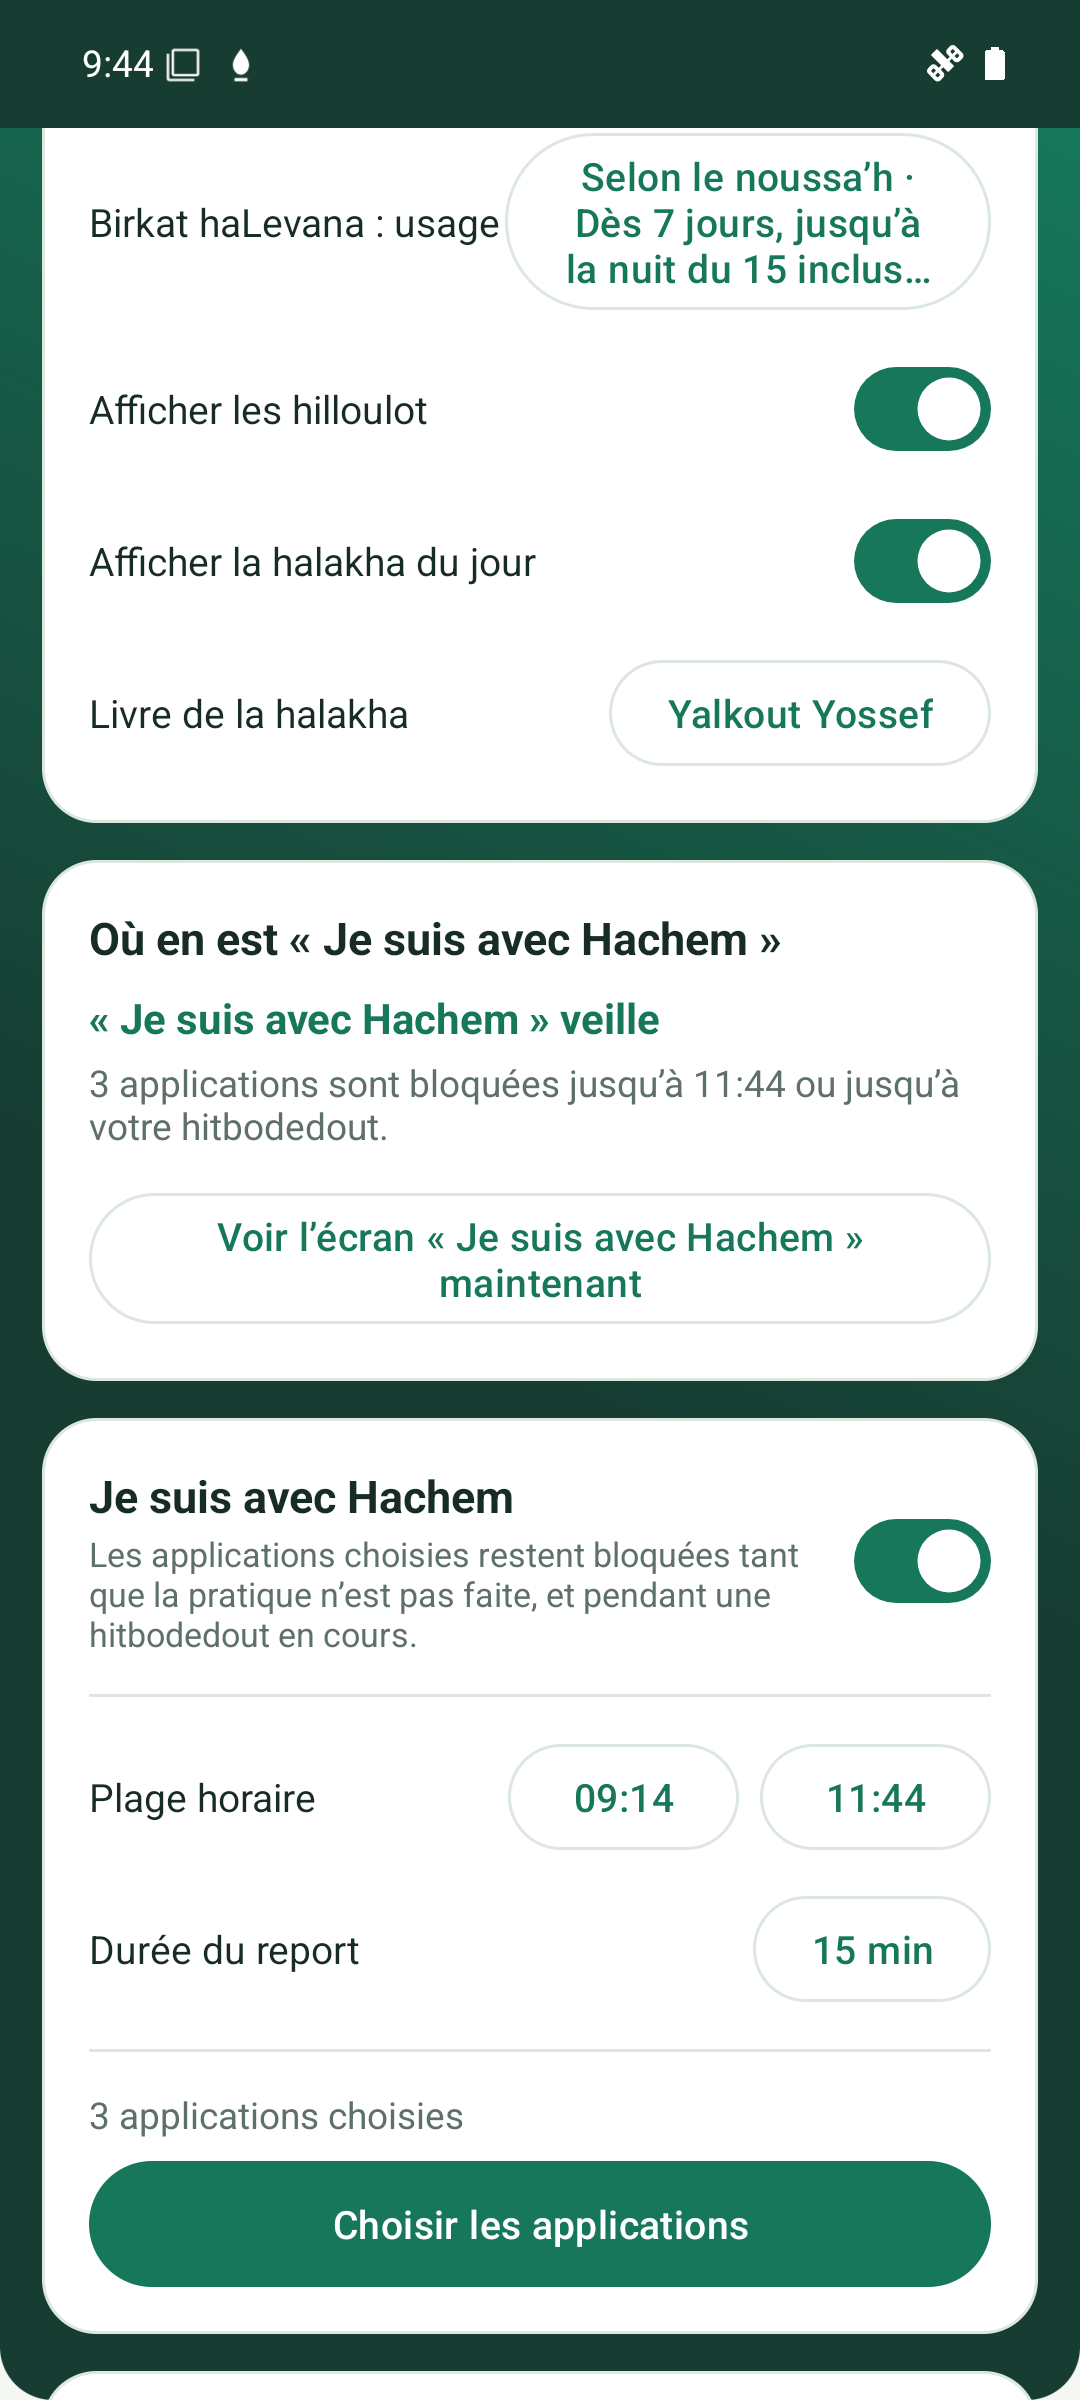 9:44
Birkat haLevana : usage
Selon le noussa’h ·
Dès 7 jours, jusqu’à
la nuit du 15 inclus…
Afficher les hilloulot
Afficher la halakha du jour
Livre de la halakha
Yalkout Yossef
Où en est « Je suis avec Hachem »
« Je suis avec Hachem » veille
3 applications sont bloquées jusqu’à 11:44 ou jusqu’à
votre hitbodedout.
Voir l’écran « Je suis avec Hachem »
maintenant
Je suis avec Hachem
Les applications choisies restent bloquées tant
que la pratique n’est pas faite, et pendant une
hitbodedout en cours.
Plage horaire
09:14
11:44
Durée du report
15 min
3 applications choisies
Choisir les applications